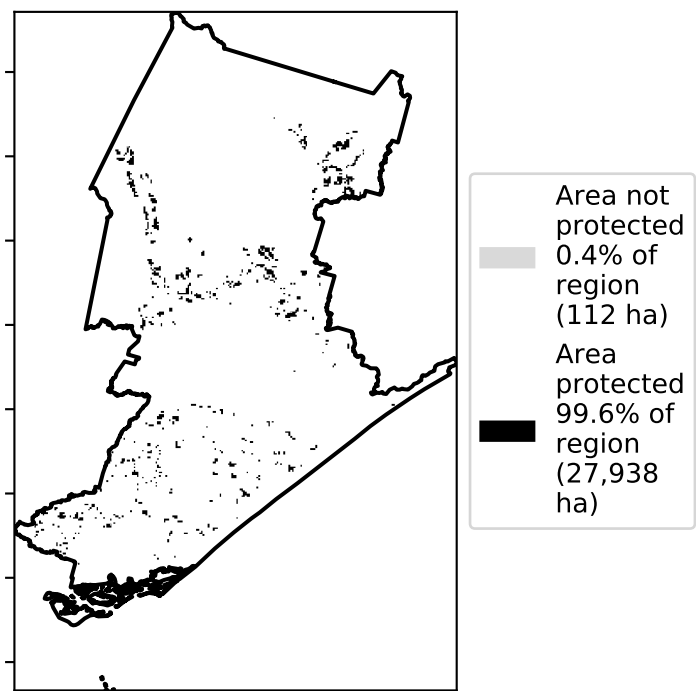 Area not
protected
0.4% of
region
(112 ha)
Area
protected
99.6% of
region
(27,938
ha)